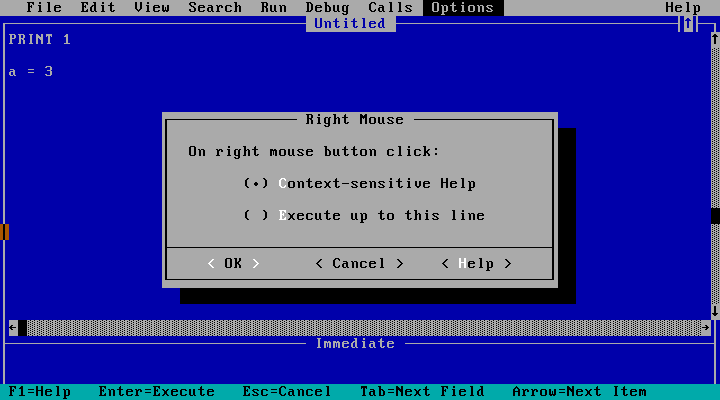 File Edit View Search Run Debug Calls Options Help
Untitled
PRINT 1
a = 3
Right Mouse
On right mouse button click:
(•) Context-sensitive Help
( ) Execute up to this line
< OK > < Cancel > < Help >
Immediate
F1=Help Enter=Execute Esc=Cancel Tab=Next Field Arrow=Next Item